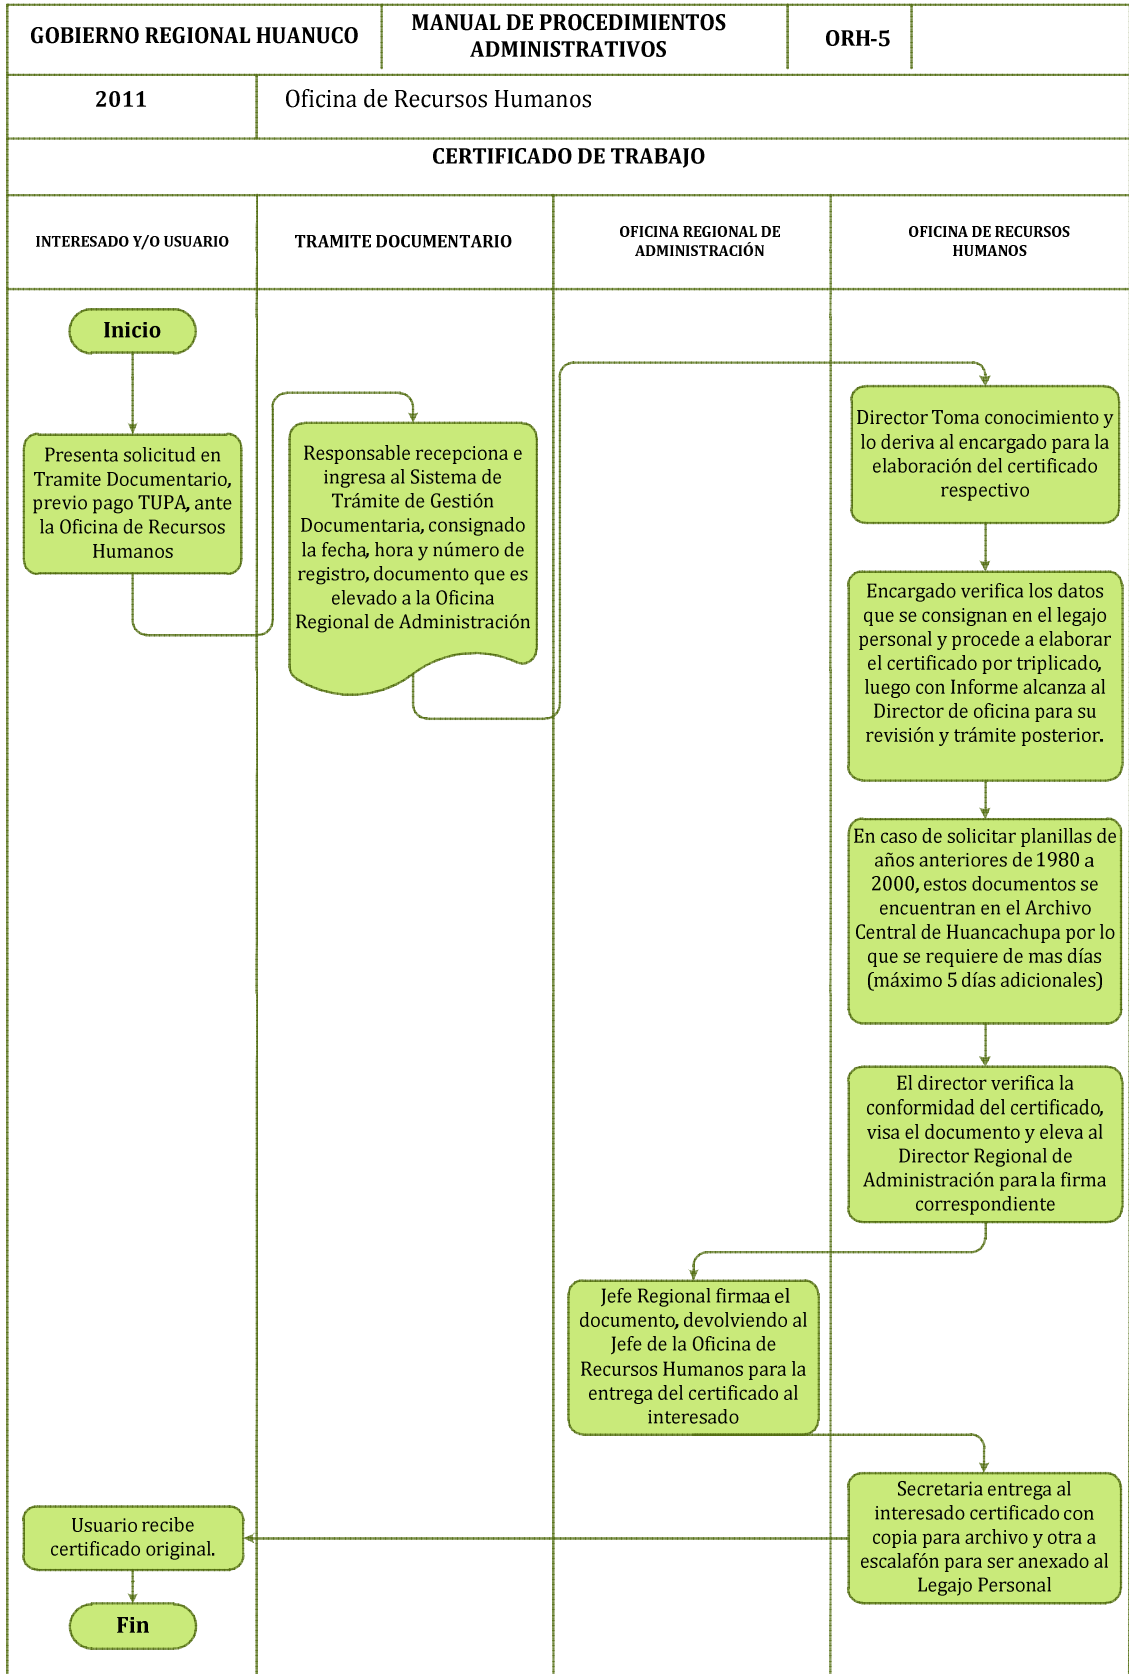 GOBIERNO REGIONAL HUANUCO
MANUAL DE PROCEDIMIENTOS
ADMINISTRATIVOS
ORH-5
2011
Oficina de Recursos Humanos
CERTIFICADO DE TRABAJO
INTERESADO Y/O USUARIO
TRAMITE DOCUMENTARIO
OFICINA REGIONAL DE
ADMINISTRACIÓN
OFICINA DE RECURSOS
HUMANOS
Inicio
Presenta solicitud en
Tramite Documentario,
previo pago TUPA, ante
la Oficina de Recursos
Humanos
Responsable recepciona e
ingresa al Sistema de
Trámite de Gestión
Documentaria, consignado
la fecha, hora y número de
registro, documento que es
elevado a la Oficina
Regional de Administración
Director Toma conocimiento y
lo deriva al encargado para la
elaboración del certificado
respectivo
Encargado verifica los datos
que se consignan en el legajo
personal y procede a elaborar
el certificado por triplicado,
luego con Informe alcanza al
Director de oficina para su
revisión y trámite posterior.
En caso de solicitar planillas de
años anteriores de 1980 a
2000, estos documentos se
encuentran en el Archivo
Central de Huancachupa por lo
que se requiere de mas días
(máximo 5 días adicionales)
El director verifica la
conformidad del certificado,
visa el documento y eleva al
Director Regional de
Administración para la firma
correspondiente
Jefe Regional firmaa el
documento, devolviendo al
Jefe de la Oficina de
Recursos Humanos para la
entrega del certificado al
interesado
Secretaria entrega al
interesado certificado con
copia para archivo y otra a
escalafón para ser anexado al
Legajo Personal
Usuario recibe
certificado original.
Fin